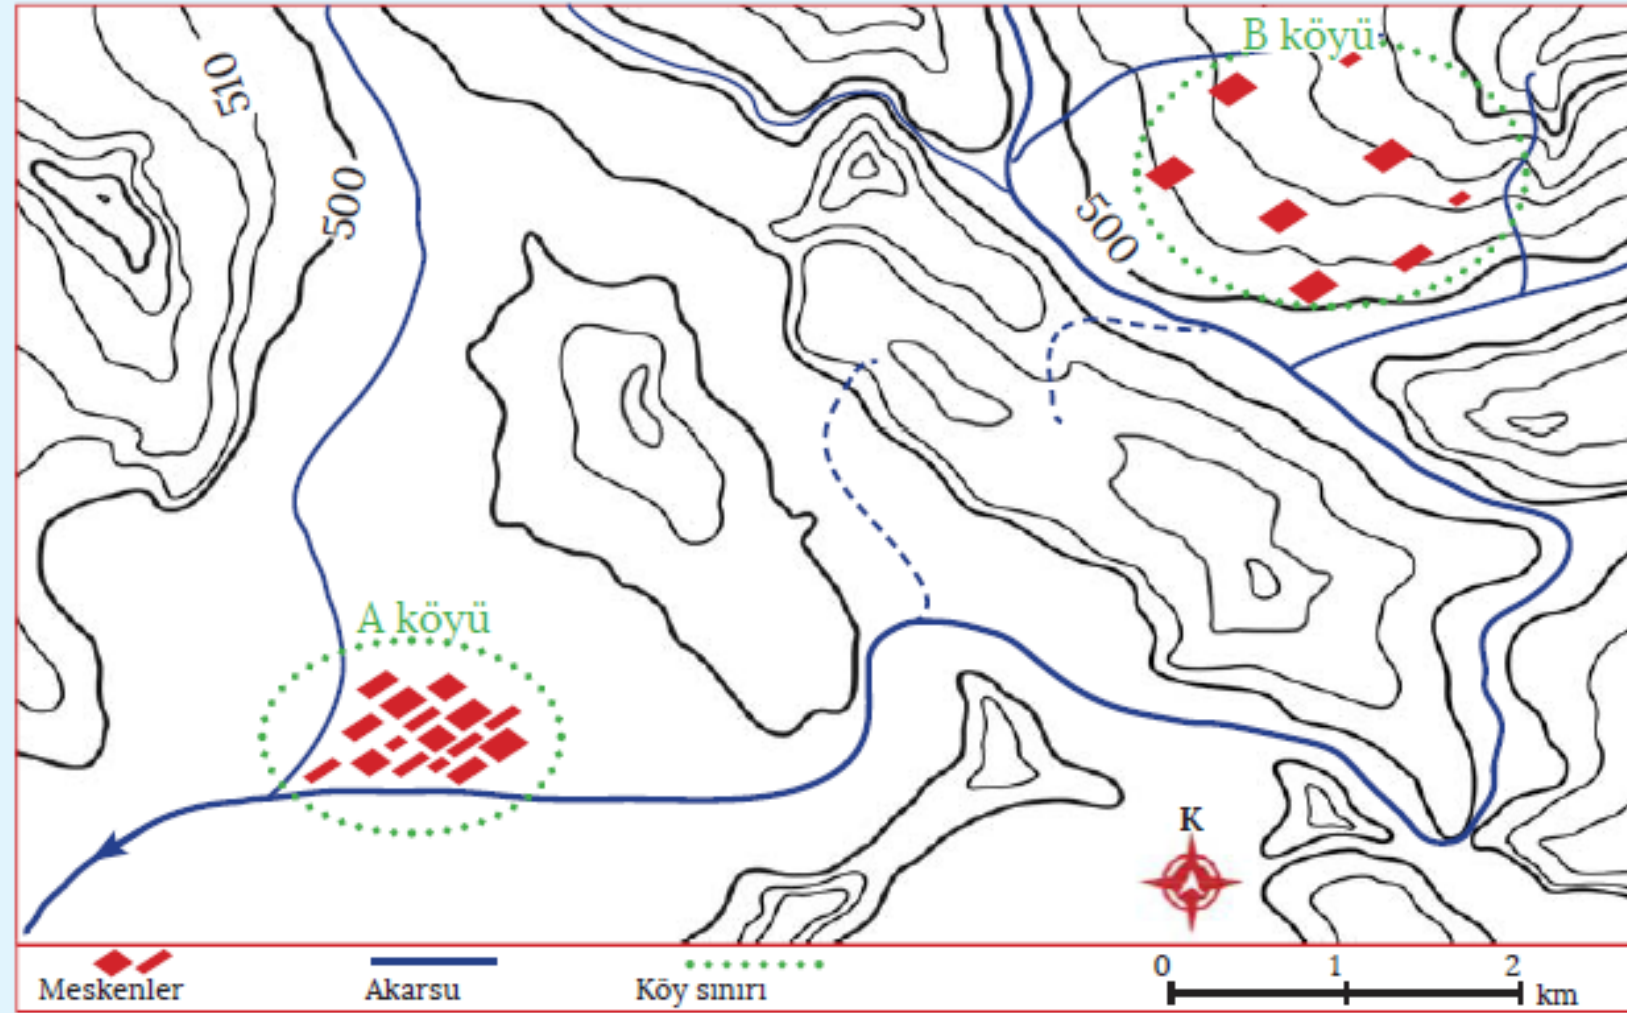 B köyü
510
500
500
A köyü
K
0 1 2
km
Meskenler
Akarsu
Köy sınırı